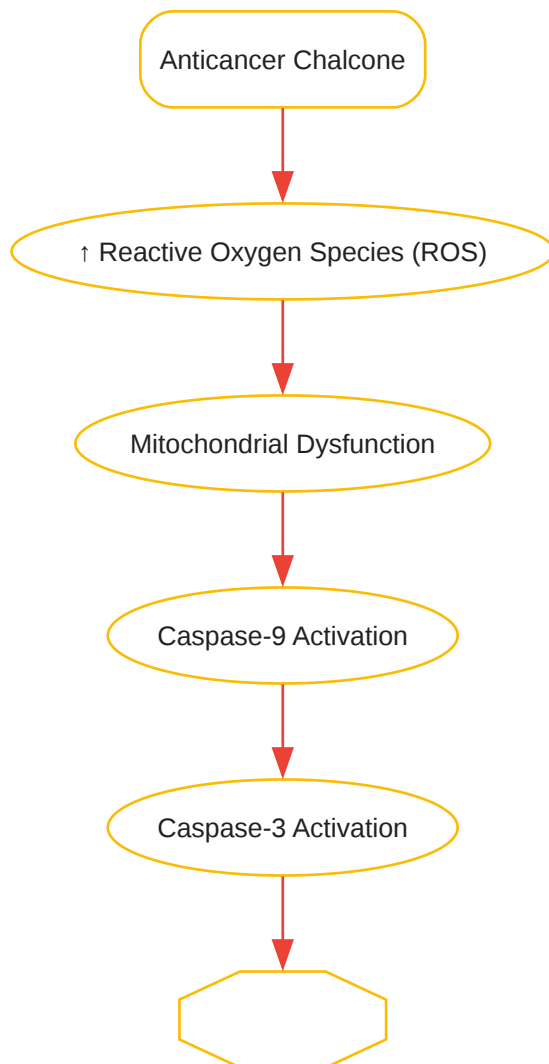 Anticancer Chalcone
↑ Reactive Oxygen Species (ROS)
Mitochondrial Dysfunction
Caspase-9 Activation
Caspase-3 Activation